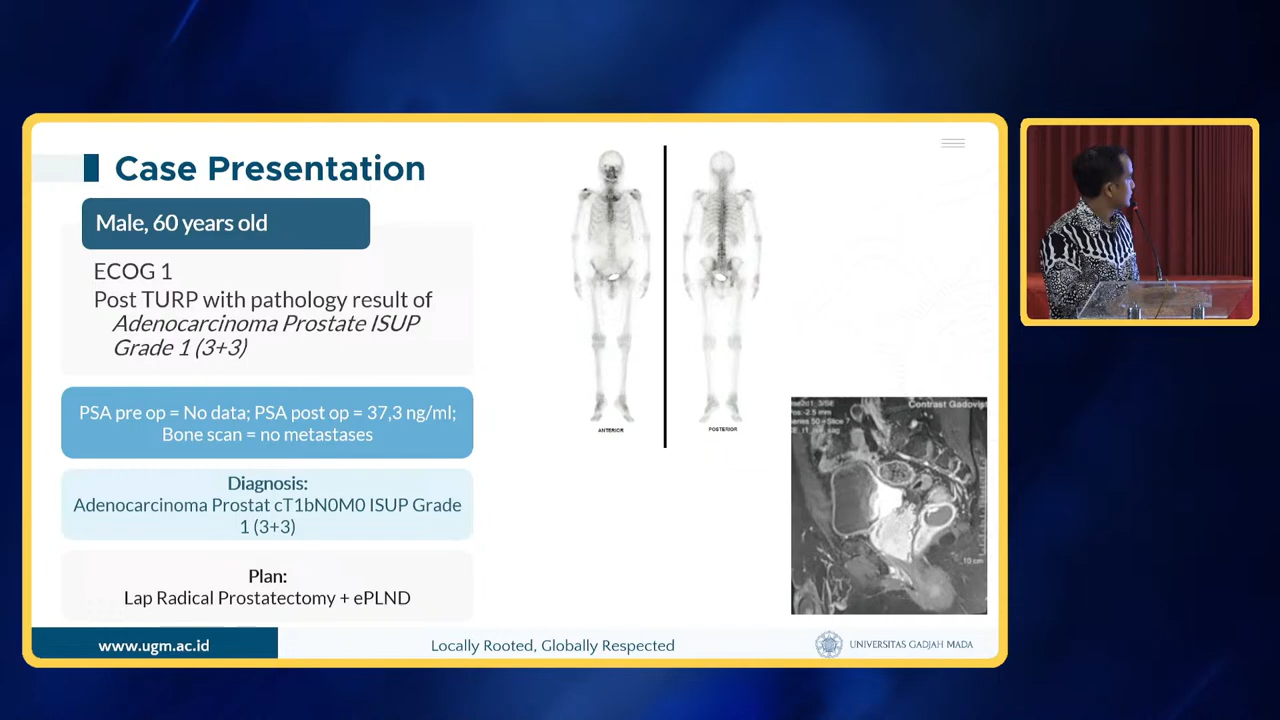 Case Presentation
Male, 60 years old
ECOG 1
Post TURP with pathology result of
Adenocarcinoma Prostate ISUP
Grade 1 (3+3)
PSA pre op = No data; PSA post op = 37,3 ng/ml;
Bone scan = no metastases
Diagnosis:
Adenocarcinoma Prostat cT1bN0M0 ISUP Grade
1 (3+3)
Plan:
Lap Radical Prostatectomy + ePLND
ANTERIOR
POSTERIOR
Contrast Gadovist
10 cm
www.ugm.ac.id
Locally Rooted, Globally Respected
UNIVERSITAS GADJAH MADA